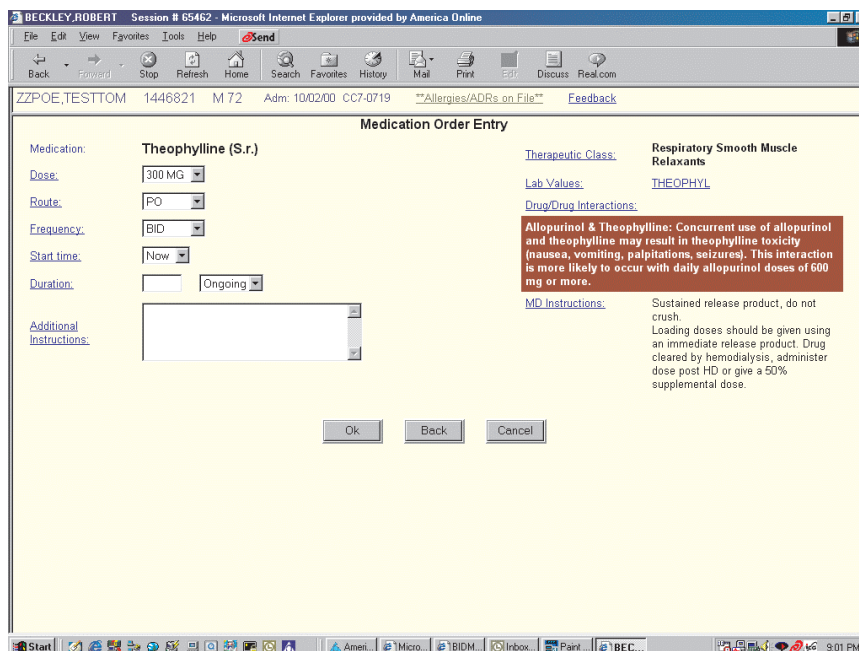 BECKLEY,ROBERT Session # 65462 - Microsoft Internet Explorer provided by America Online
File Edit View Favorites Tools Help Send
Back Forward Stop Refresh Home Search Favorites History Mail Print Edit Discuss Real.com
ZZPOE,TESTTOM 1446821 M 72 Adm: 10/02/00 CC7-0719 **Allergies/ADRs on File** Feedback
Medication Order Entry
Medication: Theophylline (S.r.)
Dose: 300 MG
Route: PO
Frequency: BID
Start time: Now
Duration: Ongoing
Additional
Instructions:
Therapeutic Class: Respiratory Smooth Muscle
Relaxants
Lab Values: THEOPHYL
Drug/Drug Interactions:
Allopurinol & Theophylline: Concurrent use of allopurinol
and theophylline may result in theophylline toxicity
(nausea, vomiting, palpitations, seizures). This interaction
is more likely to occur with daily allopurinol doses of 600
mg or more.
MD Instructions: Sustained release product, do not
crush.
Loading doses should be given using
an immediate release product. Drug
cleared by hemodialysis, administer
dose post HD or give a 50%
supplemental dose.
Ok Back Cancel
Start Ameri... Micro... BIDM... Inbox... Paint ... BEC... 9:01 PM